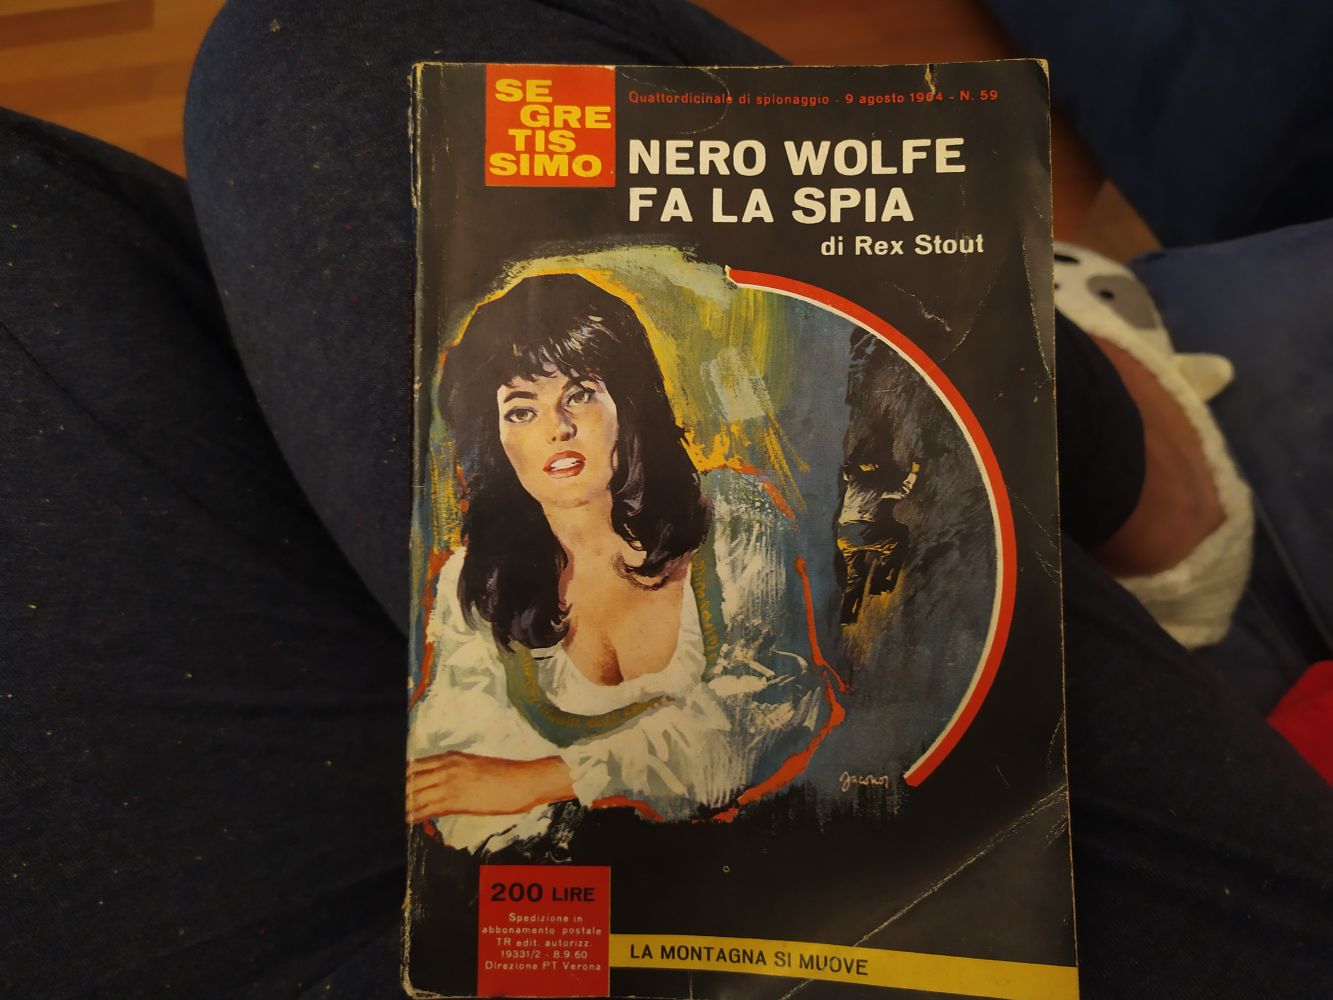 SE
GRE
TIS
SIMO
Quattordicinale di spionaggio - 9 agosto 1964 - N. 59
NERO WOLFE
FA LA SPIA
di Rex Stout
Jacono
200 LIRE
Spedizione in
abbonamento postale
TR edit. autorizz.
19331/2 - 8.9.60
Direzione PT Verona
LA MONTAGNA SI MUOVE